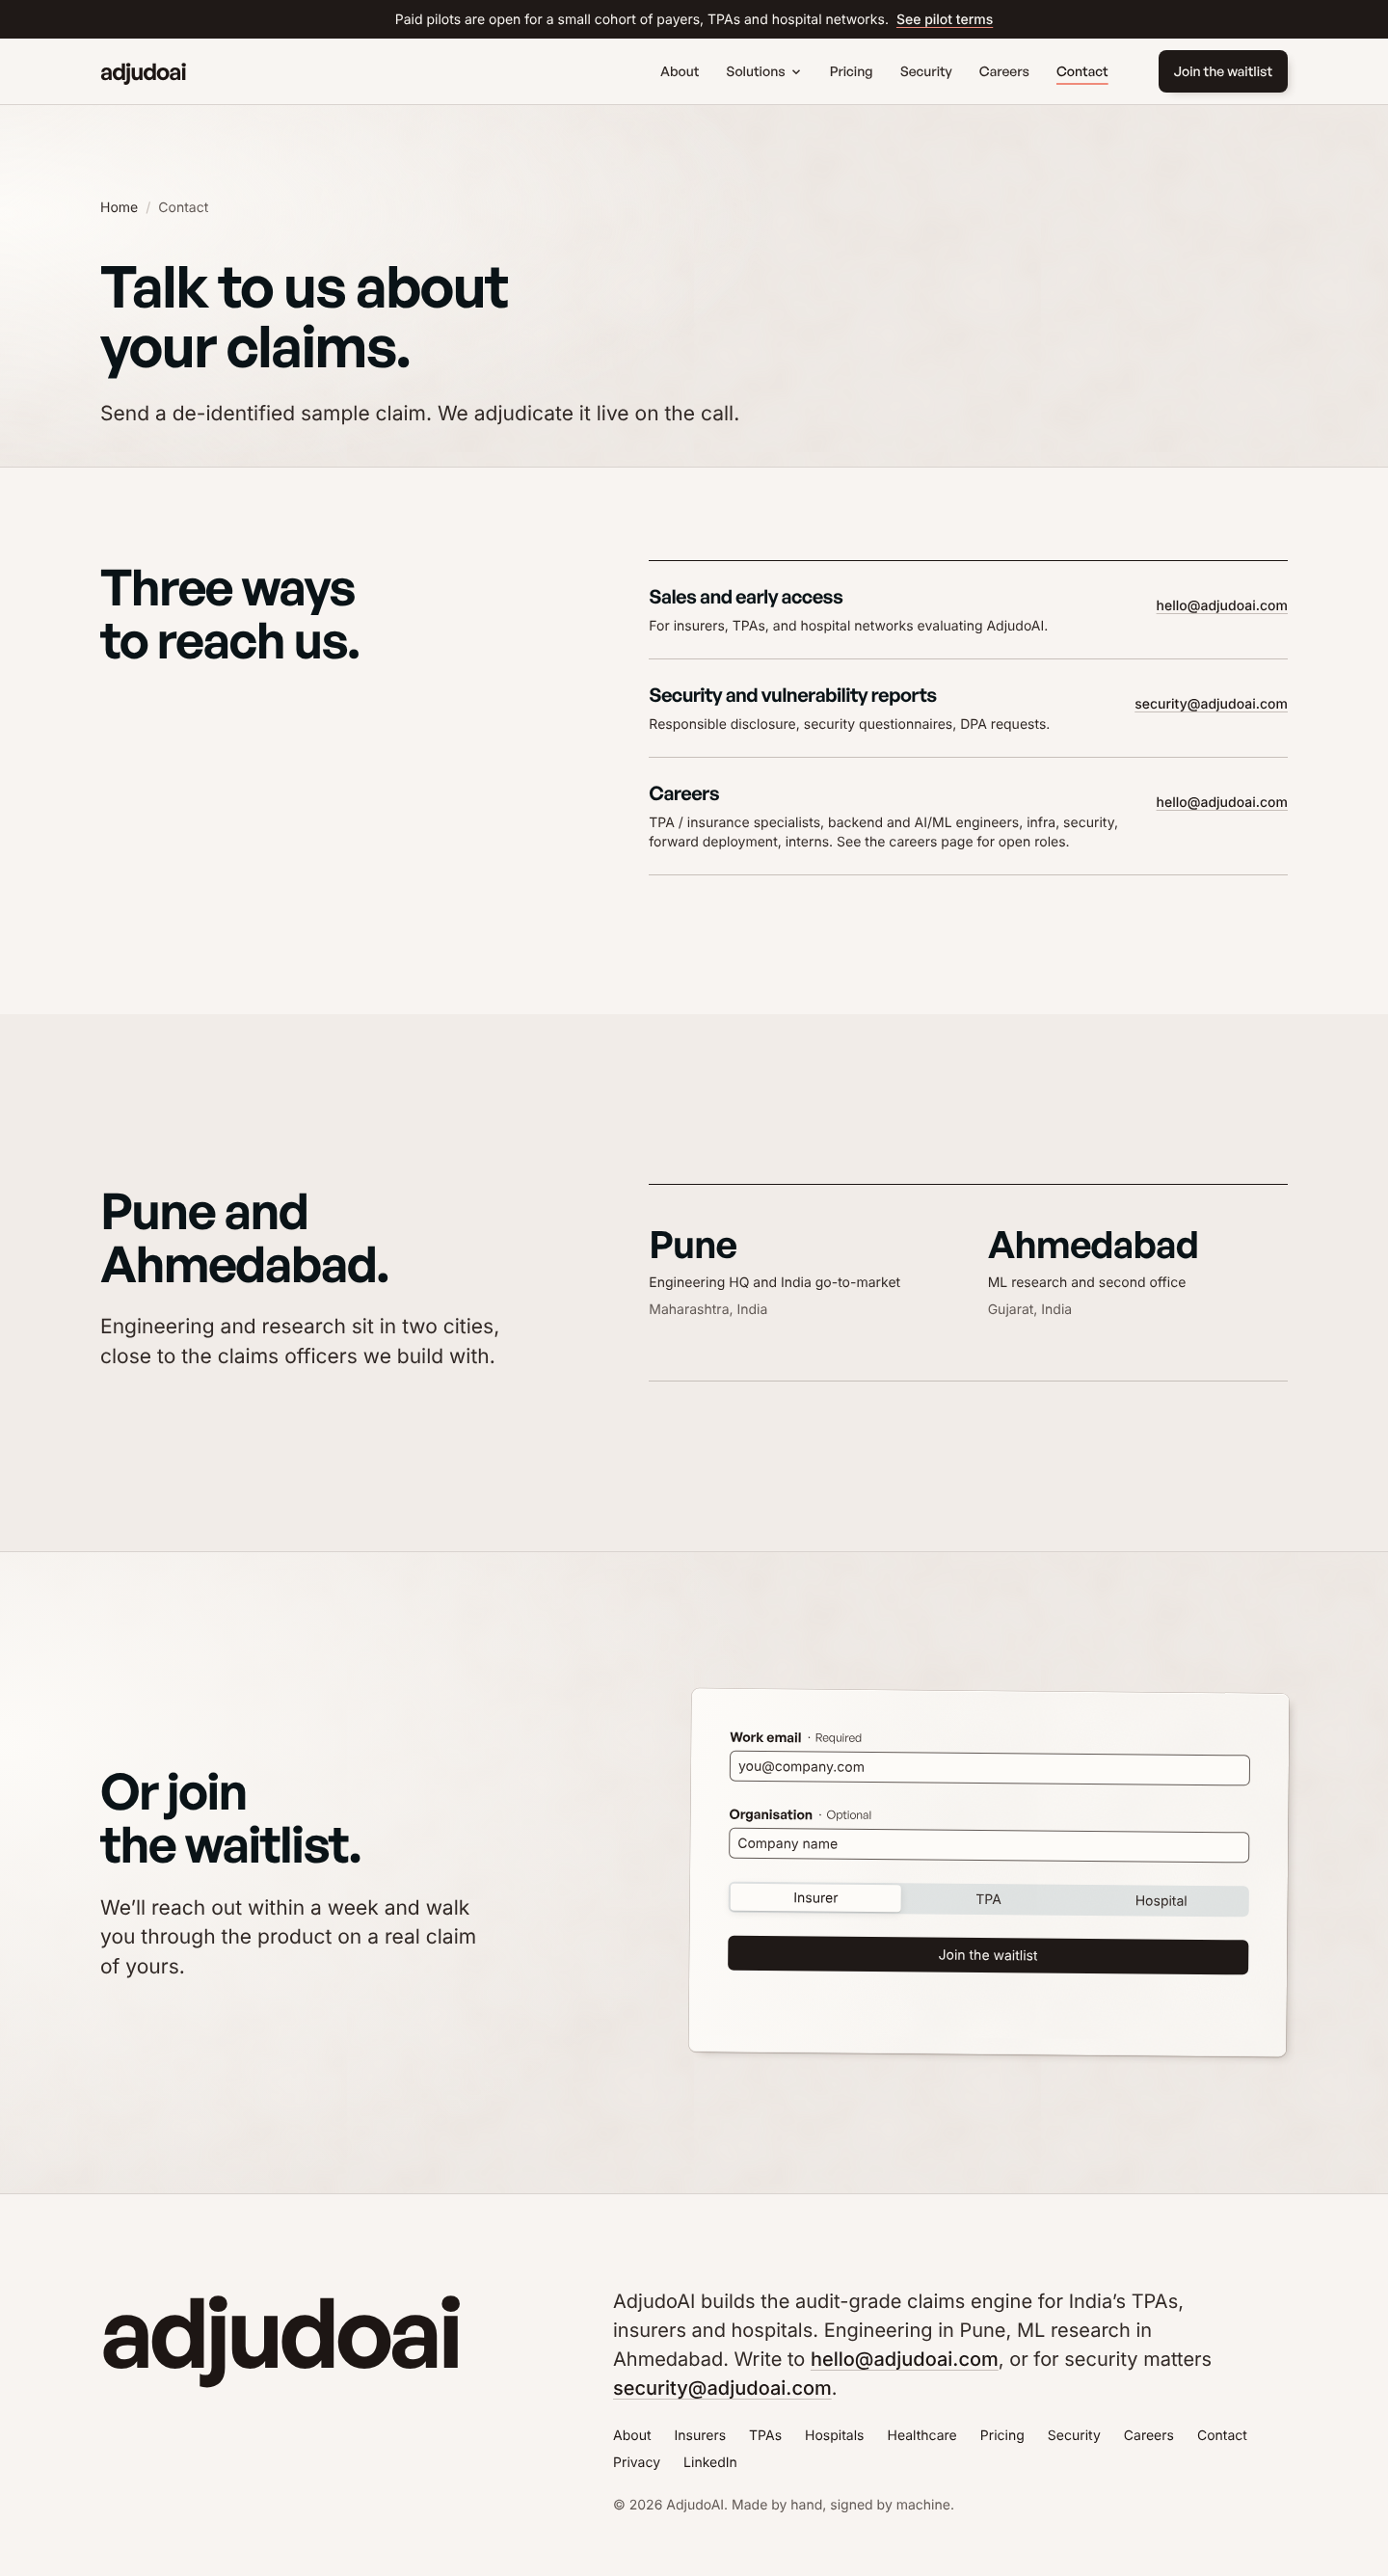 Paid pilots are open for a small cohort of payers, TPAs and hospital networks. See pilot terms
adjudoai
About Solutions Pricing Security Careers Contact Join the waitlist
Home / Contact
Talk to us about
your claims.
Send a de-identified sample claim. We adjudicate it live on the call.
Three ways
to reach us.
Sales and early access
hello@adjudoai.com
For insurers, TPAs, and hospital networks evaluating AdjudoAI.
Security and vulnerability reports
security@adjudoai.com
Responsible disclosure, security questionnaires, DPA requests.
Careers
hello@adjudoai.com
TPA / insurance specialists, backend and AI/ML engineers, infra, security,
forward deployment, interns. See the careers page for open roles.
Pune and
Ahmedabad.
Engineering and research sit in two cities,
close to the claims officers we build with.
Pune
Engineering HQ and India go-to-market
Maharashtra, India
Ahmedabad
ML research and second office
Gujarat, India
Or join
the waitlist.
We’ll reach out within a week and walk
you through the product on a real claim
of yours.
Work email · Required
you@company.com
Organisation · Optional
Company name
Insurer TPA Hospital
Join the waitlist
adjudoai
AdjudoAI builds the audit-grade claims engine for India’s TPAs,
insurers and hospitals. Engineering in Pune, ML research in
Ahmedabad. Write to hello@adjudoai.com, or for security matters
security@adjudoai.com.
About Insurers TPAs Hospitals Healthcare Pricing Security Careers Contact
Privacy LinkedIn
© 2026 AdjudoAI. Made by hand, signed by machine.